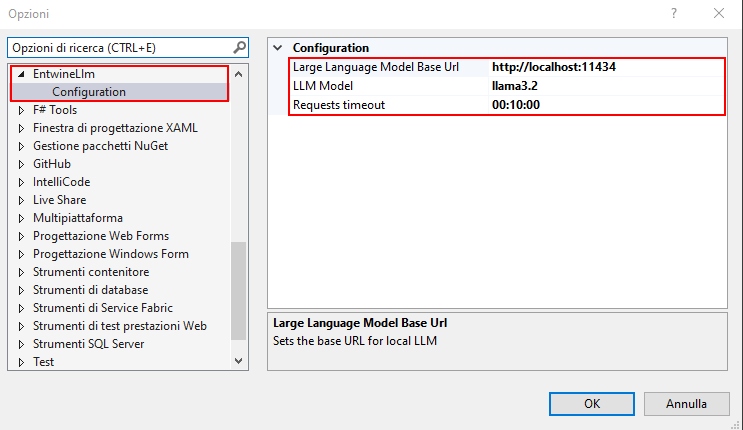 Opzioni
?
Opzioni di ricerca (CTRL+E)
EntwineLlm
Configuration
F# Tools
Finestra di progettazione XAML
Gestione pacchetti NuGet
GitHub
IntelliCode
Live Share
Multipiattaforma
Progettazione Web Forms
Progettazione Windows Form
Strumenti contenitore
Strumenti di database
Strumenti di Service Fabric
Strumenti di test prestazioni Web
Strumenti SQL Server
Test
Configuration
Large Language Model Base Url http://localhost:11434
LLM Model llama3.2
Requests timeout 00:10:00
Large Language Model Base Url
Sets the base URL for local LLM
OK Annulla